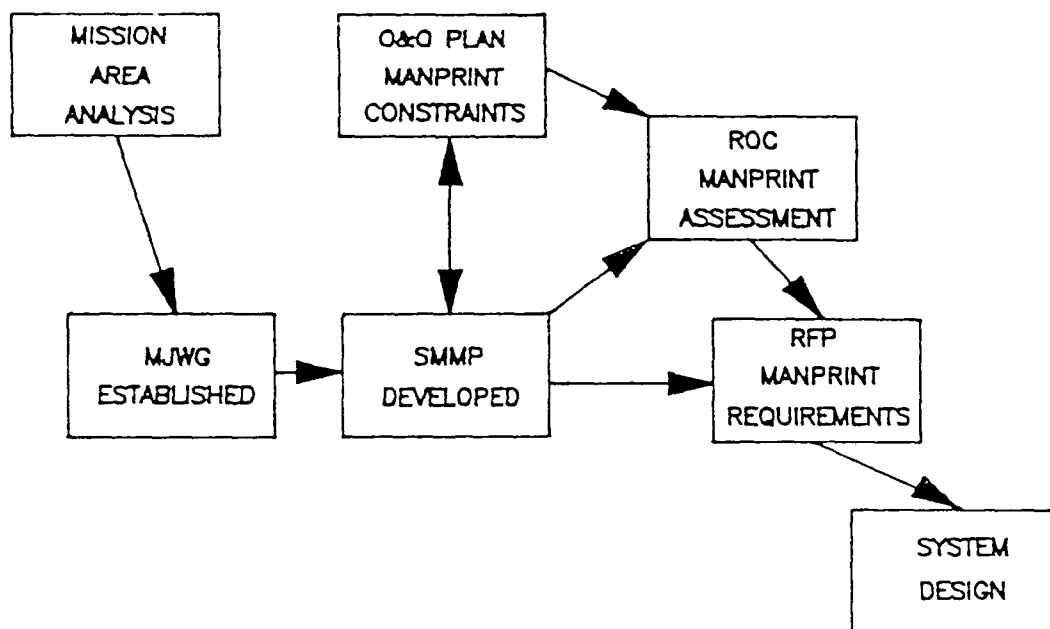 MISSION
AREA
ANALYSIS
O&O PLAN
MANPRINT
CONSTRAINTS
ROC
MANPRINT
ASSESSMENT
MJWG
ESTABLISHED
SMMP
DEVELOPED
RFP
MANPRINT
REQUIREMENTS
SYSTEM
DESIGN